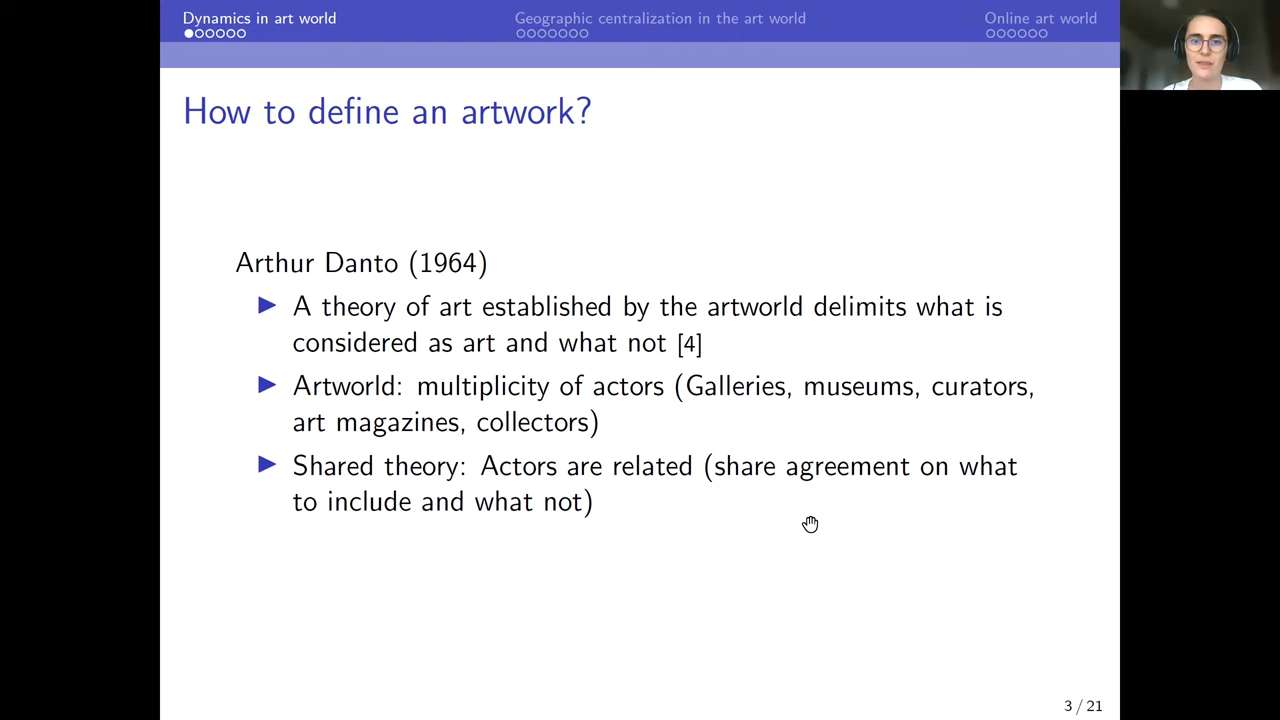 Dynamics in art world
Geographic centralization in the art world
Online art world
How to define an artwork?
Arthur Danto (1964)
A theory of art established by the artworld delimits what is
considered as art and what not [4]
Artworld: multiplicity of actors (Galleries, museums, curators,
art magazines, collectors)
Shared theory: Actors are related (share agreement on what
to include and what not)
3 / 21